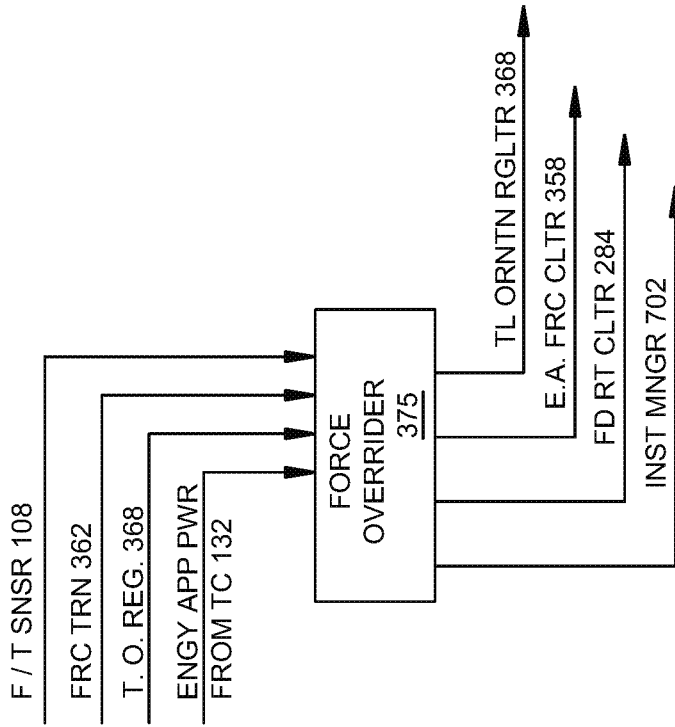 F / T SNSR 108
FRC TRN 362
T. O. REG. 368
ENGY APP PWR
FROM TC 132
FORCE
OVERRIDER
375
TL ORNTN RGLTR 368
E.A. FRC CLTR 358
FD RT CLTR 284
INST MNGR 702